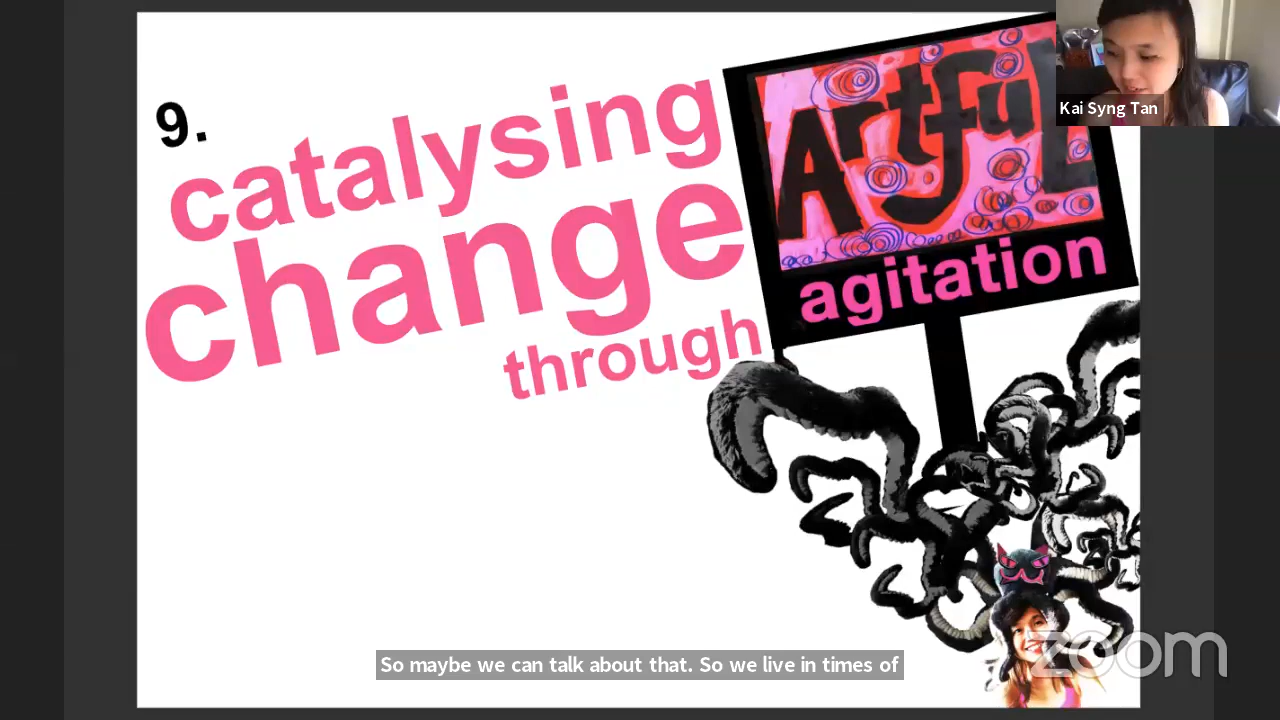 9.
catalysing
change
through
ArtfuL
agitation
Kai Syng Tan
So maybe we can talk about that. So we live in times of
zoom